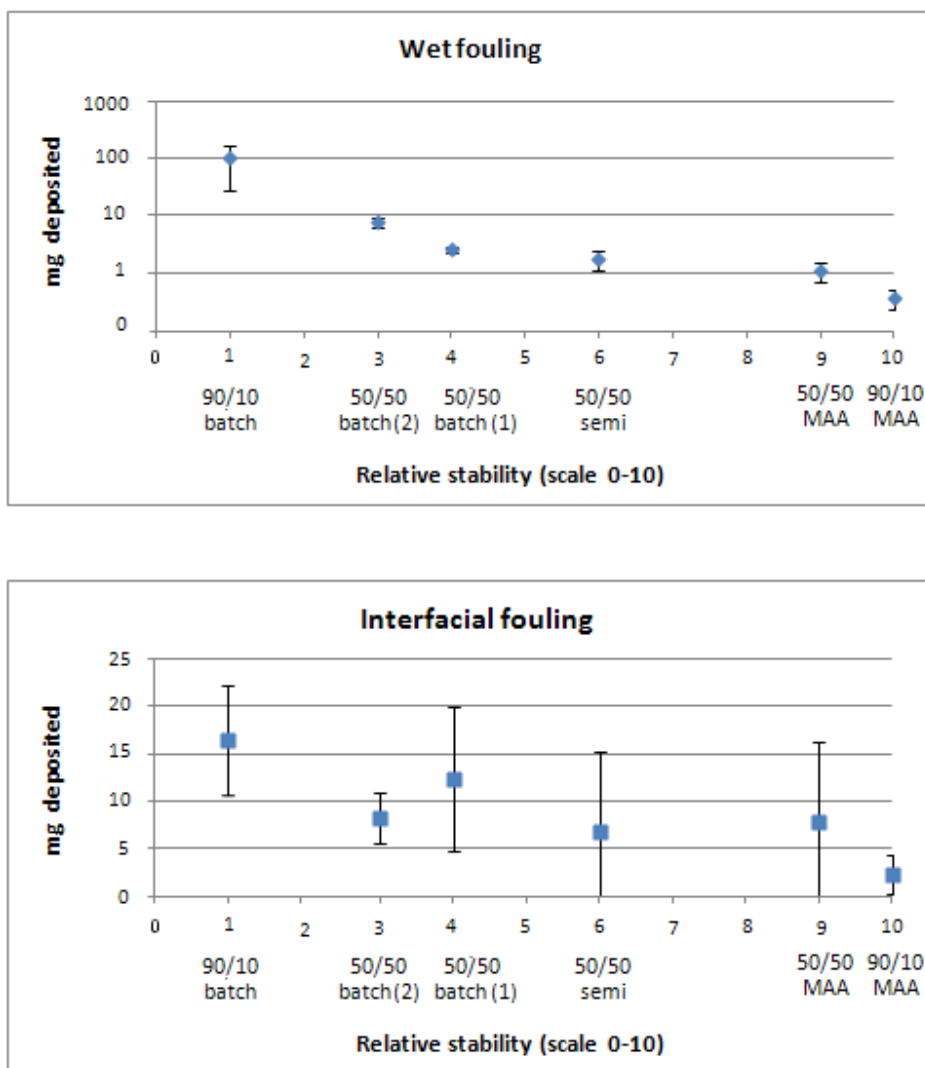 Wet fouling
mg deposited
1000
100
10
1
0
0 1 2 3 4 5 6 7 8 9 10
90/10 50/50 50/50 50/50 50/50 90/10
batch batch(2) batch(1) semi MAA MAA
Relative stability (scale 0-10)
Interfacial fouling
mg deposited
25
20
15
10
5
0
0 1 2 3 4 5 6 7 8 9 10
90/10 50/50 50/50 50/50 50/50 90/10
batch batch(2) batch(1) semi MAA MAA
Relative stability (scale 0-10)